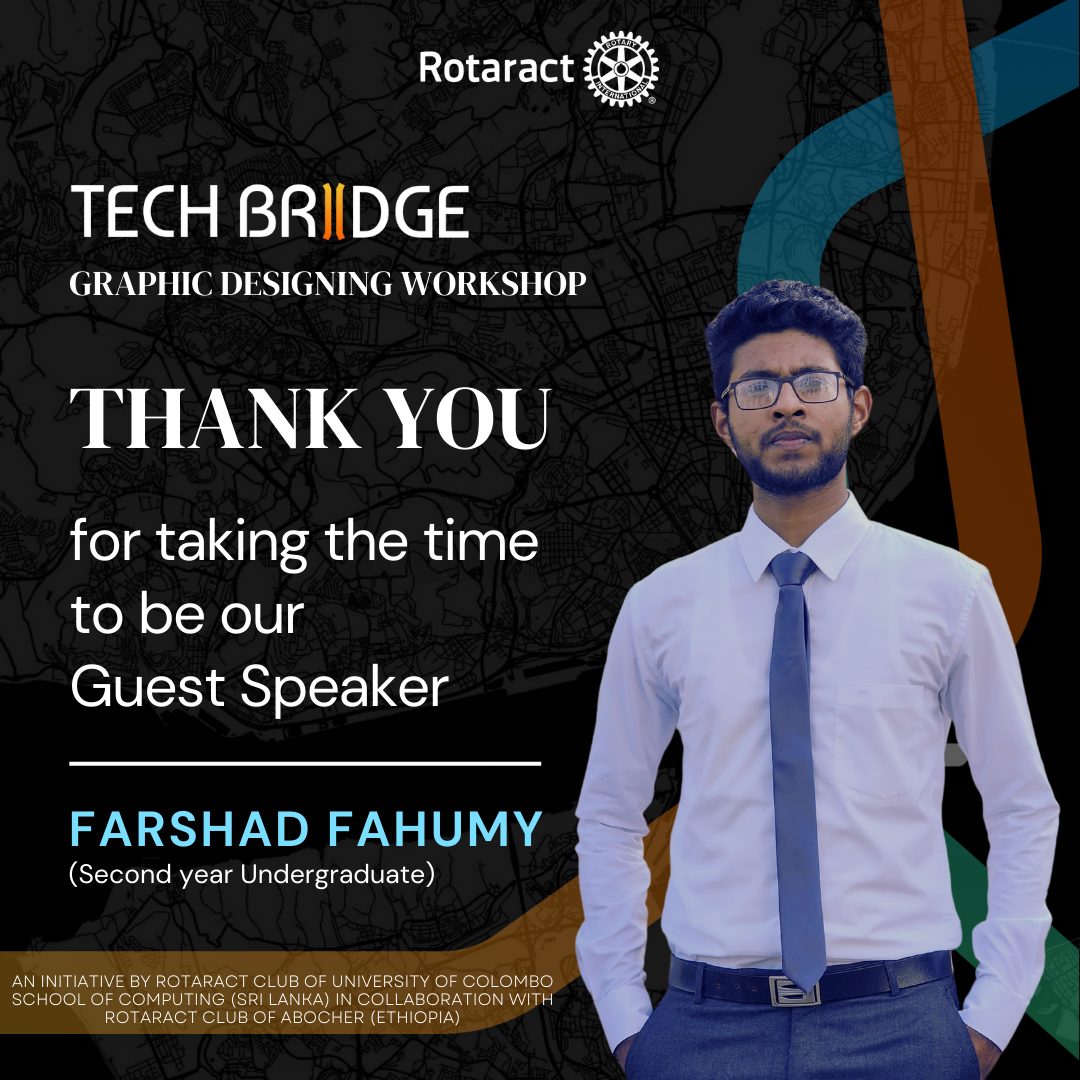 Rotaract
ROTARY
INTERNATIONAL
TECH BRIDGE
GRAPHIC DESIGNING WORKSHOP
THANK YOU
for taking the time
to be our
Guest Speaker
FARSHAD FAHUMY
(Second year Undergraduate)
AN INITIATIVE BY ROTARACT CLUB OF UNIVERSITY OF COLOMBO
SCHOOL OF COMPUTING (SRI LANKA) IN COLLABORATION WITH
ROTARACT CLUB OF ABOCHER (ETHIOPIA)